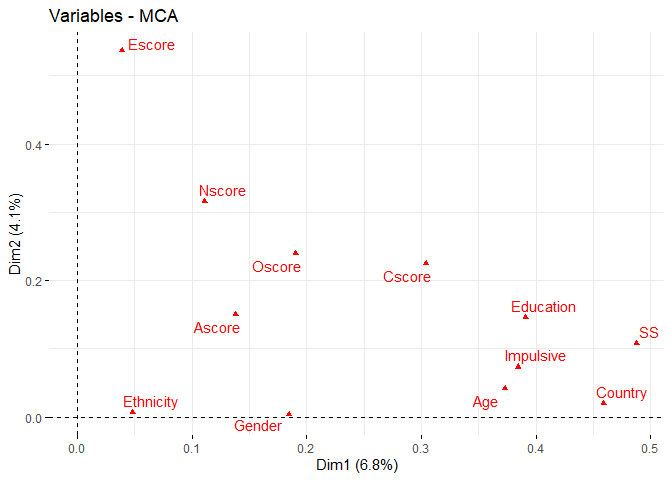 Variables - MCA
Escore
Nscore
Oscore
Cscore
Ascore
Education
SS
Impulsive
Age
Country
Ethnicity
Gender
0.4
0.2
0.0
Dim2 (4.1%)
0.0 0.1 0.2 0.3 0.4 0.5
Dim1 (6.8%)